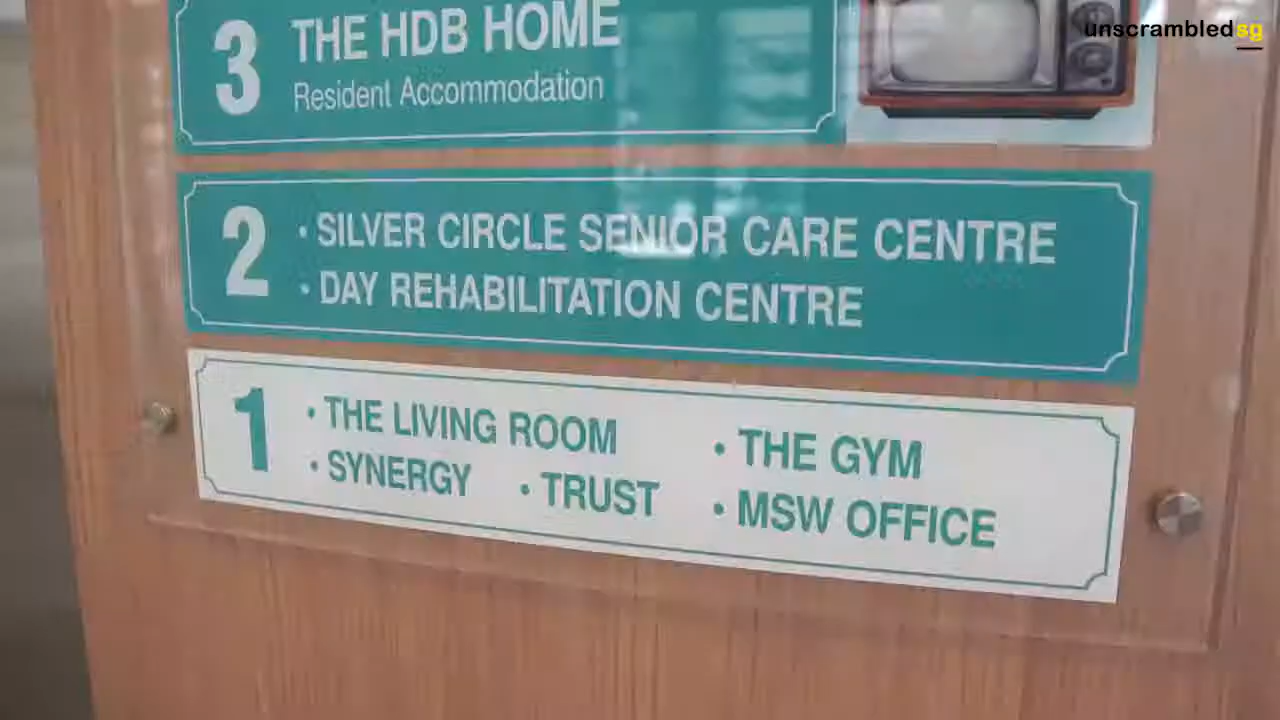 unscrambledsg
3 THE HDB HOME
Resident Accommodation
2 • SILVER CIRCLE SENIOR CARE CENTRE
• DAY REHABILITATION CENTRE
1 • THE LIVING ROOM • THE GYM
• SYNERGY • TRUST • MSW OFFICE